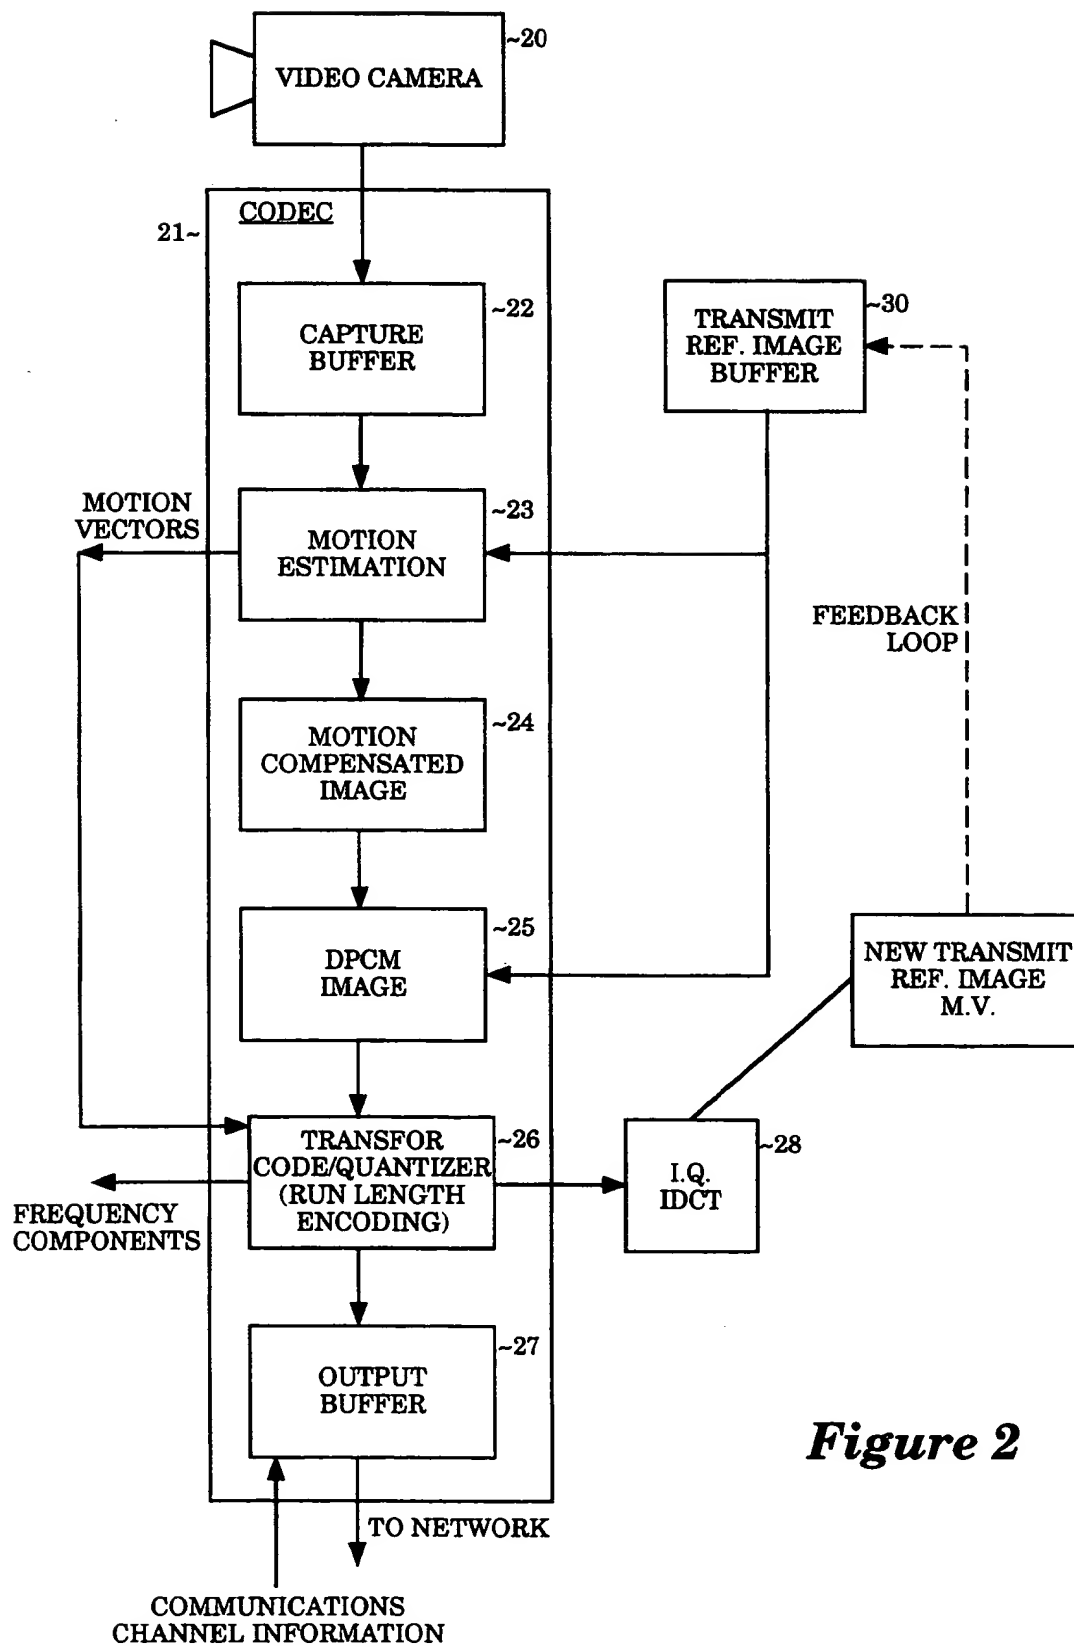 VIDEO CAMERA
~20
CODEC
21~
CAPTURE
BUFFER
~22
TRANSMIT
REF. IMAGE
BUFFER
~30
MOTION
VECTORS
MOTION
ESTIMATION
~23
FEEDBACK
LOOP
MOTION
COMPENSATED
IMAGE
~24
DPCM
IMAGE
~25
NEW TRANSMIT
REF. IMAGE
M.V.
TRANSFOR
CODE/QUANTIZER
(RUN LENGTH
ENCODING)
~26
I.Q.
IDCT
~28
FREQUENCY
COMPONENTS
OUTPUT
BUFFER
~27
Figure 2
TO NETWORK
COMMUNICATIONS
CHANNEL INFORMATION